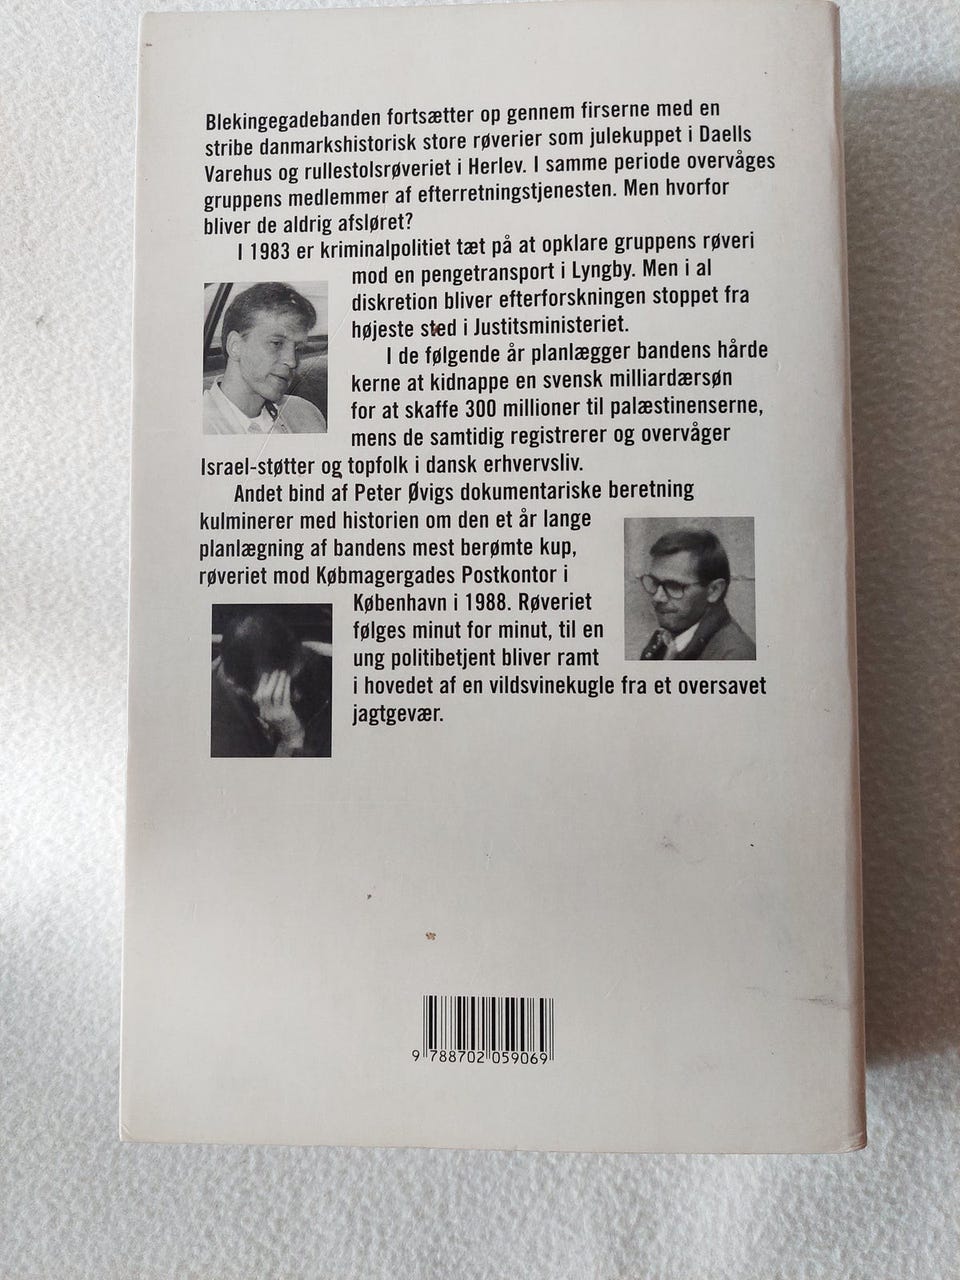 Blekingegadebanden fortsætter op gennem firserne med en
stribe danmarkshistorisk store røverier som julekuppet i Daells
Varehus og rullestolsrøveriet i Herlev. I samme periode overvåges
gruppens medlemmer af efterretningstjenesten. Men hvorfor
bliver de aldrig afsløret?
I 1983 er kriminalpolitiet tæt på at opklare gruppens røveri
mod en pengetransport i Lyngby. Men i al
diskretion bliver efterforskningen stoppet fra
højeste sted i Justitsministeriet.
I de følgende år planlægger bandens hårde
kerne at kidnappe en svensk milliardærsøn
for at skaffe 300 millioner til palæstinenserne,
mens de samtidig registrerer og overvåger
Israel-støtter og topfolk i dansk erhvervsliv.
Andet bind af Peter Øvigs dokumentariske beretning
kulminerer med historien om den et år lange
planlægning af bandens mest berømte kup,
røveriet mod Købmagergades Postkontor i
København i 1988. Røveriet
følges minut for minut, til en
ung politibetjent bliver ramt
i hovedet af en vildsvinekugle fra et oversavet
jagtgevær.
9 788702 059069